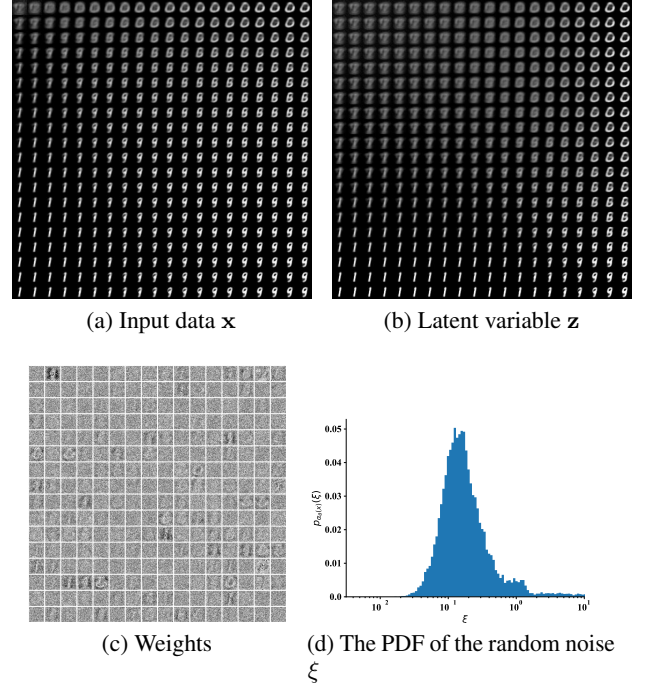 (a) Input data x
(b) Latent variable z
(c) Weights
0.05
0.04
0.03
0.02
0.01
0.0
p_{α_δ(x)}(ξ)
10^{-2}
10^{-1}
10^{0}
10^{1}
ξ
(d) The PDF of the random noise
ξ